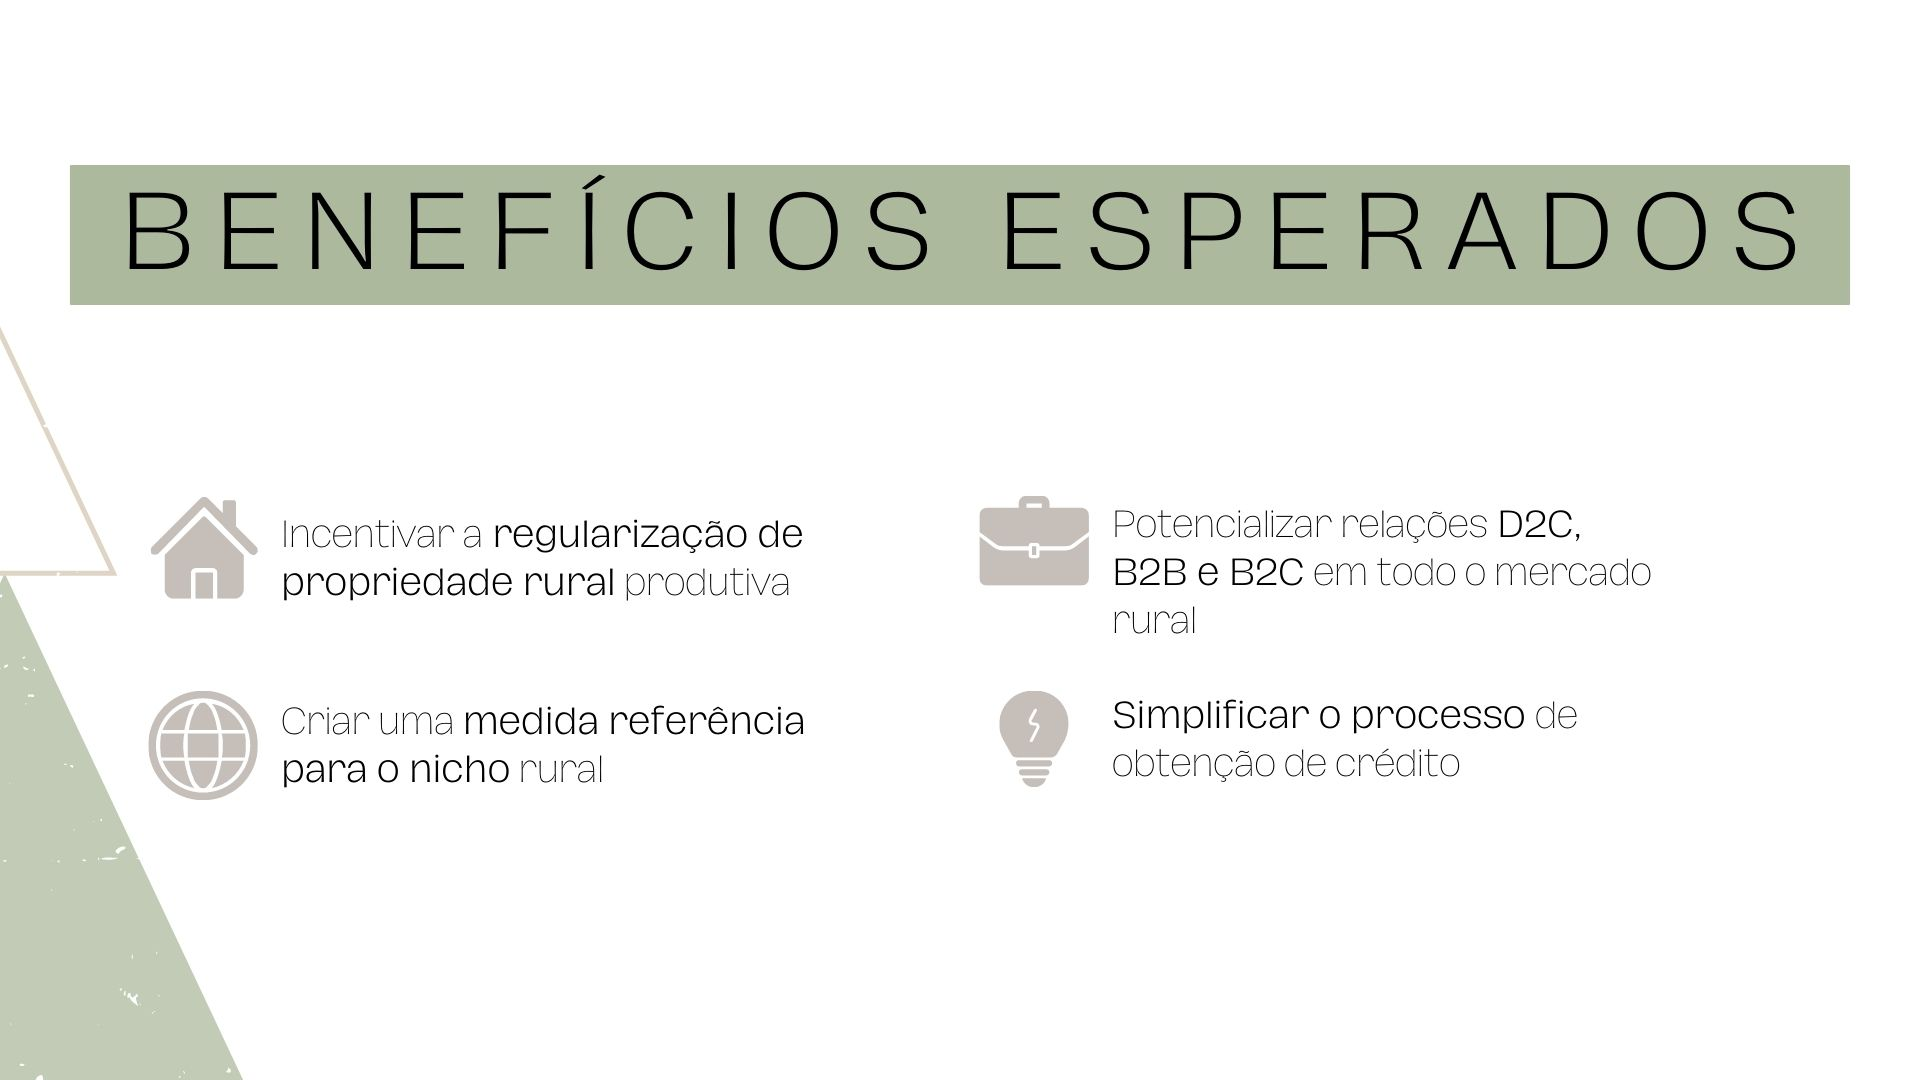 BENEFÍCIOS ESPERADOS
Incentivar a regularização de
propriedade rural produtiva
Potencializar relações D2C,
B2B e B2C em todo o mercado
rural
Criar uma medida referência
para o nicho rural
Simplificar o processo de
obtenção de crédito